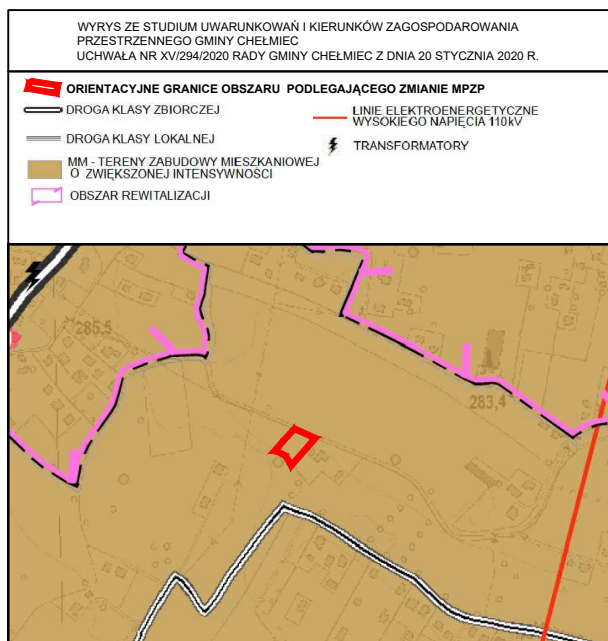 WYRYS ZE STUDIUM UWARUNKOWAŃ I KIERUNKÓW ZAGOSPODAROWANIA
PRZESTRZENNEGO GMINY CHEŁMIEC
UCHWAŁA NR XV/294/2020 RADY GMINY CHEŁMIEC Z DNIA 20 STYCZNIA 2020 R.
ORIENTACYJNE GRANICE OBSZARU PODLEGAJĄCEGO ZMIANIE MPZP
DROGA KLASY ZBIORCZEJ
DROGA KLASY LOKALNEJ
MM - TERENY ZABUDOWY MIESZKANIOWEJ
O ZWIĘKSZONEJ INTENSYWNOŚCI
OBSZAR REWITALIZACJI
LINIE ELEKTROENERGETYCZNE
WYSOKIEGO NAPIĘCIA 110kV
TRANSFORMATORY
285,5
283,4